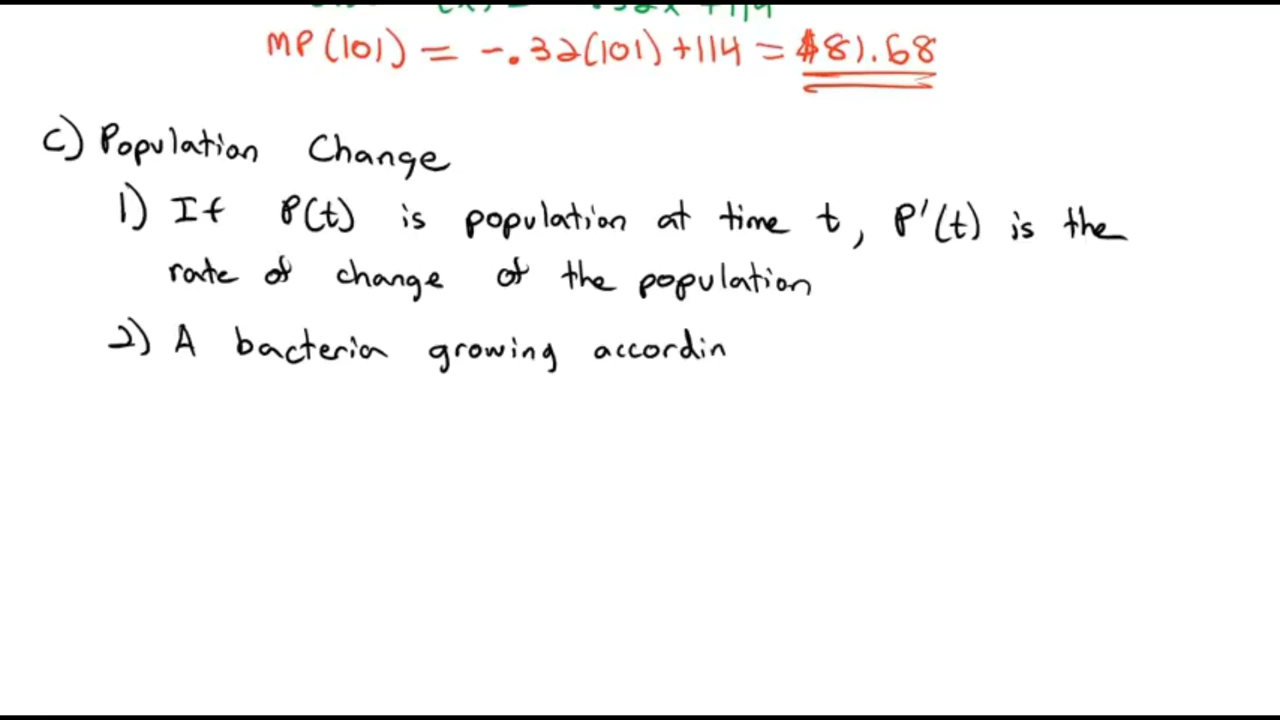 MP(101) = -.32(101) + 114 = $81.68
c) Population Change
1) If P(t) is population at time t, P'(t) is the
rate of change of the population
2) A bacteria growing accordin